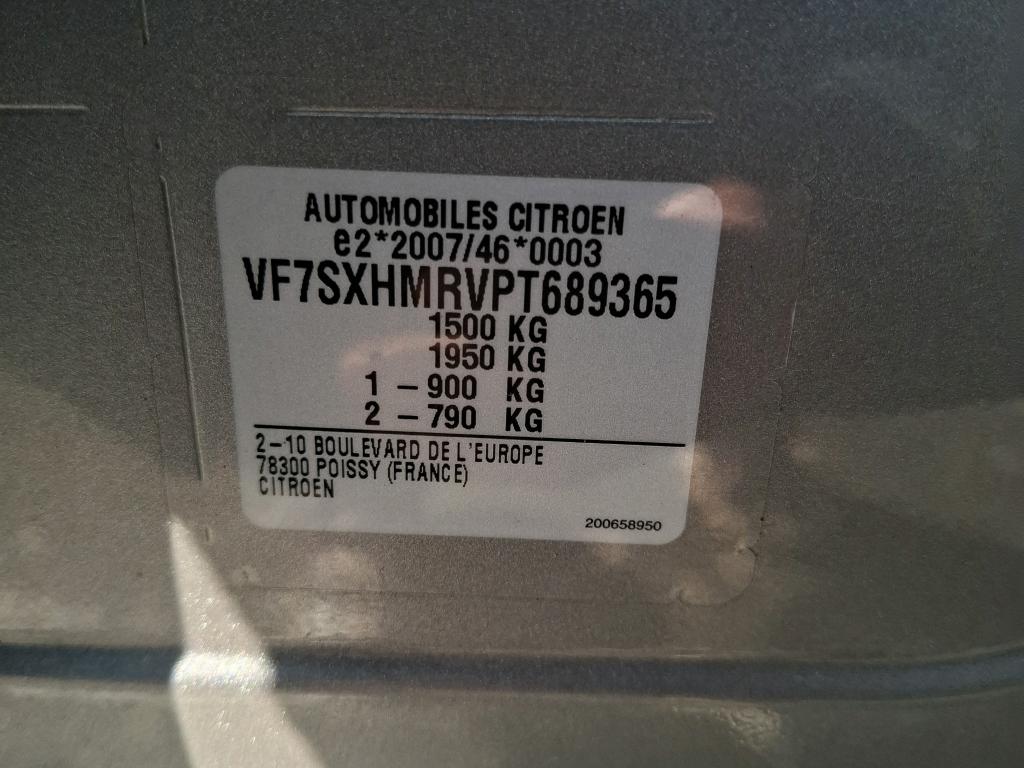 AUTOMOBILES CITROEN
e2*2007/46*0003
VF7SXHMRVPT689365
1500 KG
1950 KG
1 – 900 KG
2 – 790 KG
2–10 BOULEVARD DE L'EUROPE
78300 POISSY (FRANCE)
CITROEN
200658950